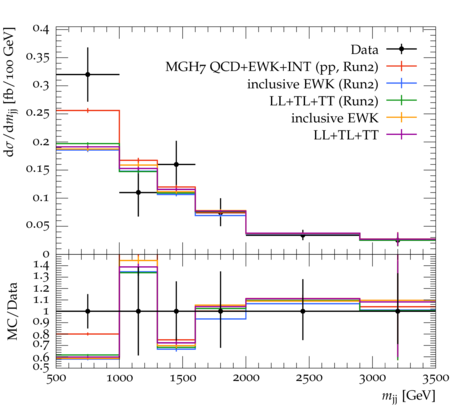 0.4
0.35
0.3
0.25
0.2
0.15
0.1
0.05
0
dσ/dm_jj [fb/100 GeV]
Data
MGH7 QCD+EWK+INT (pp, Run2)
inclusive EWK (Run2)
LL+TL+TT (Run2)
inclusive EWK
LL+TL+TT
1.4
1.3
1.2
1.1
1
0.9
0.8
0.7
0.6
0.5
MC/Data
500 1000 1500 2000 2500 3000 3500
m_jj [GeV]